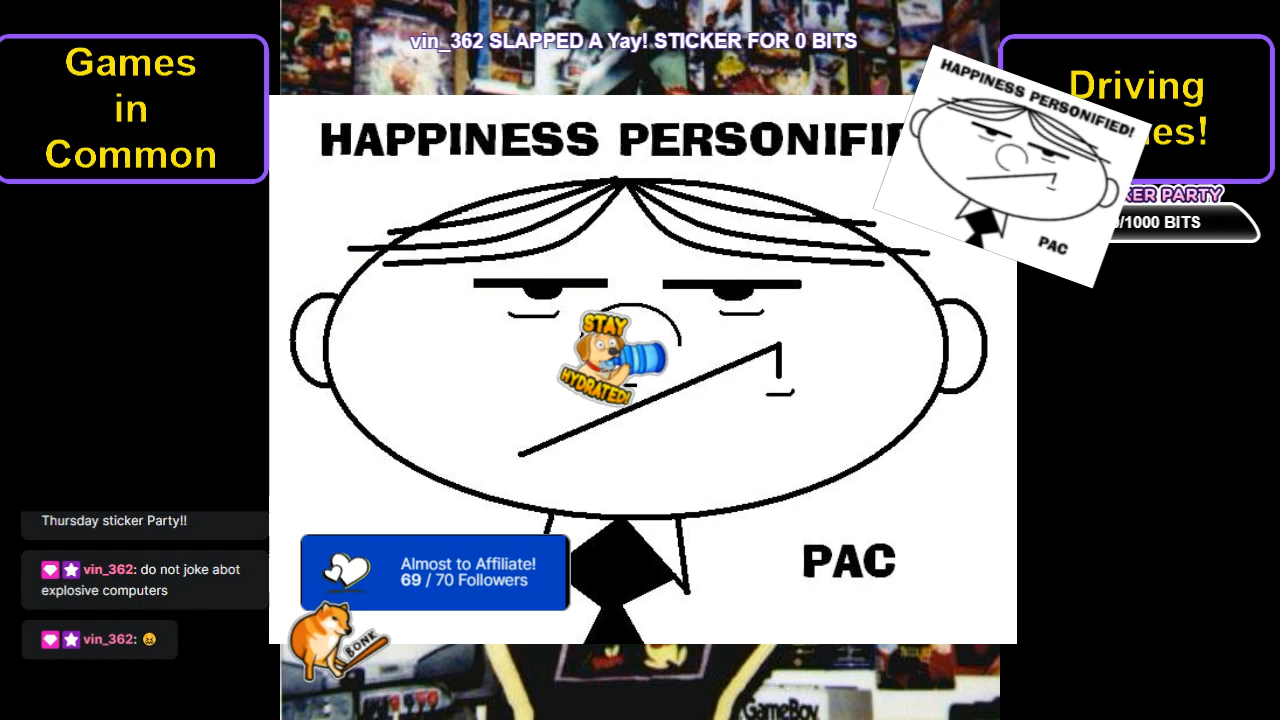 vin_362 SLAPPED A Yay! STICKER FOR 0 BITS
Games
in
Common
Driving
es!
HAPPINESS PERSONIFIED!
PAC
KER PARTY
/1000 BITS
HAPPINESS PERSONIFI
STAY
HYDRATED!
PAC
Almost to Affiliate!
69 / 70 Followers
BONK
Thursday sticker Party!!
vin_362: do not joke abot
explosive computers
vin_362: 😖
GameBoy